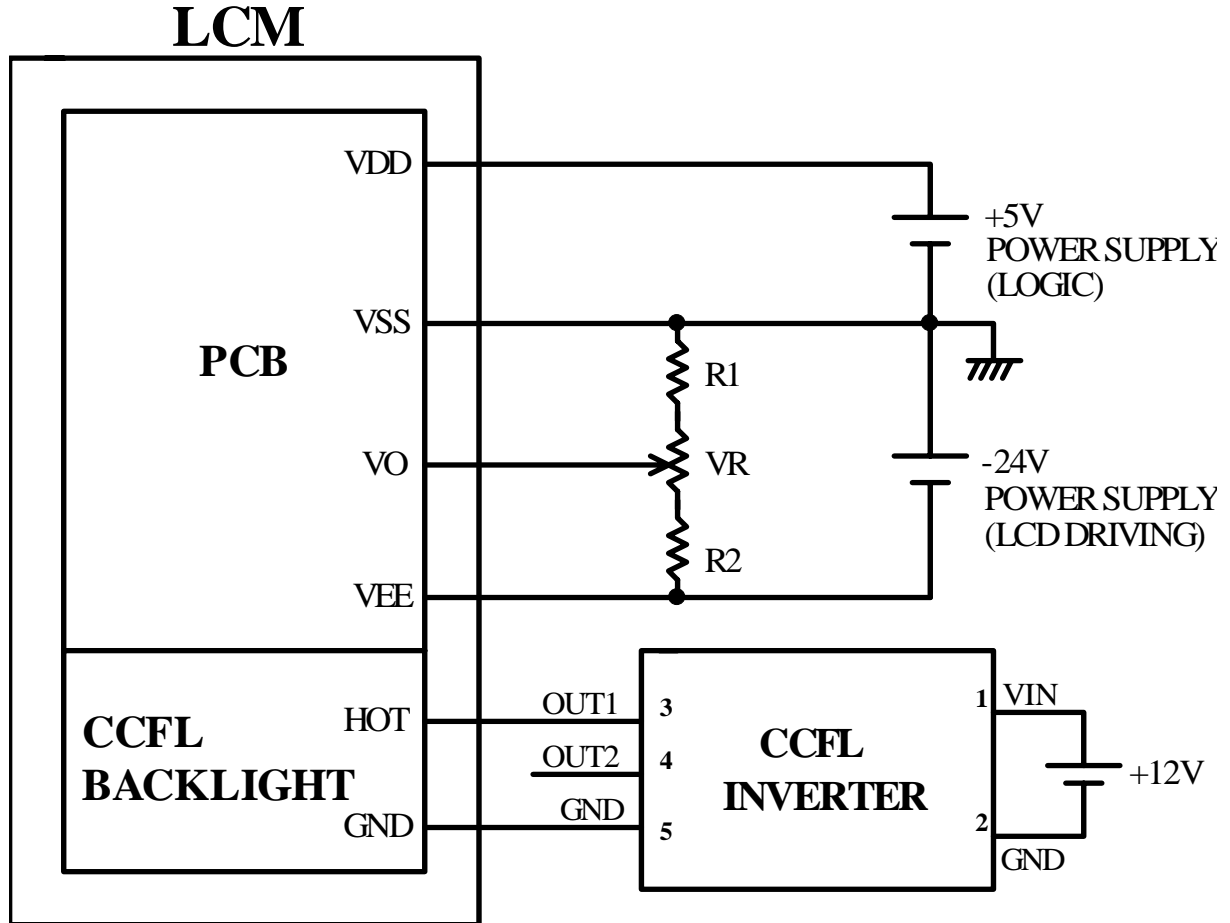 LCM
VDD
+5V
POWER SUPPLY
(LOGIC)
VSS
PCB
R1
VO
VR
-24V
POWER SUPPLY
(LCD DRIVING)
R2
VEE
CCFL
BACKLIGHT
HOT
GND
OUT1
OUT2
GND
3
4
5
CCFL
INVERTER
1
2
VIN
GND
+12V